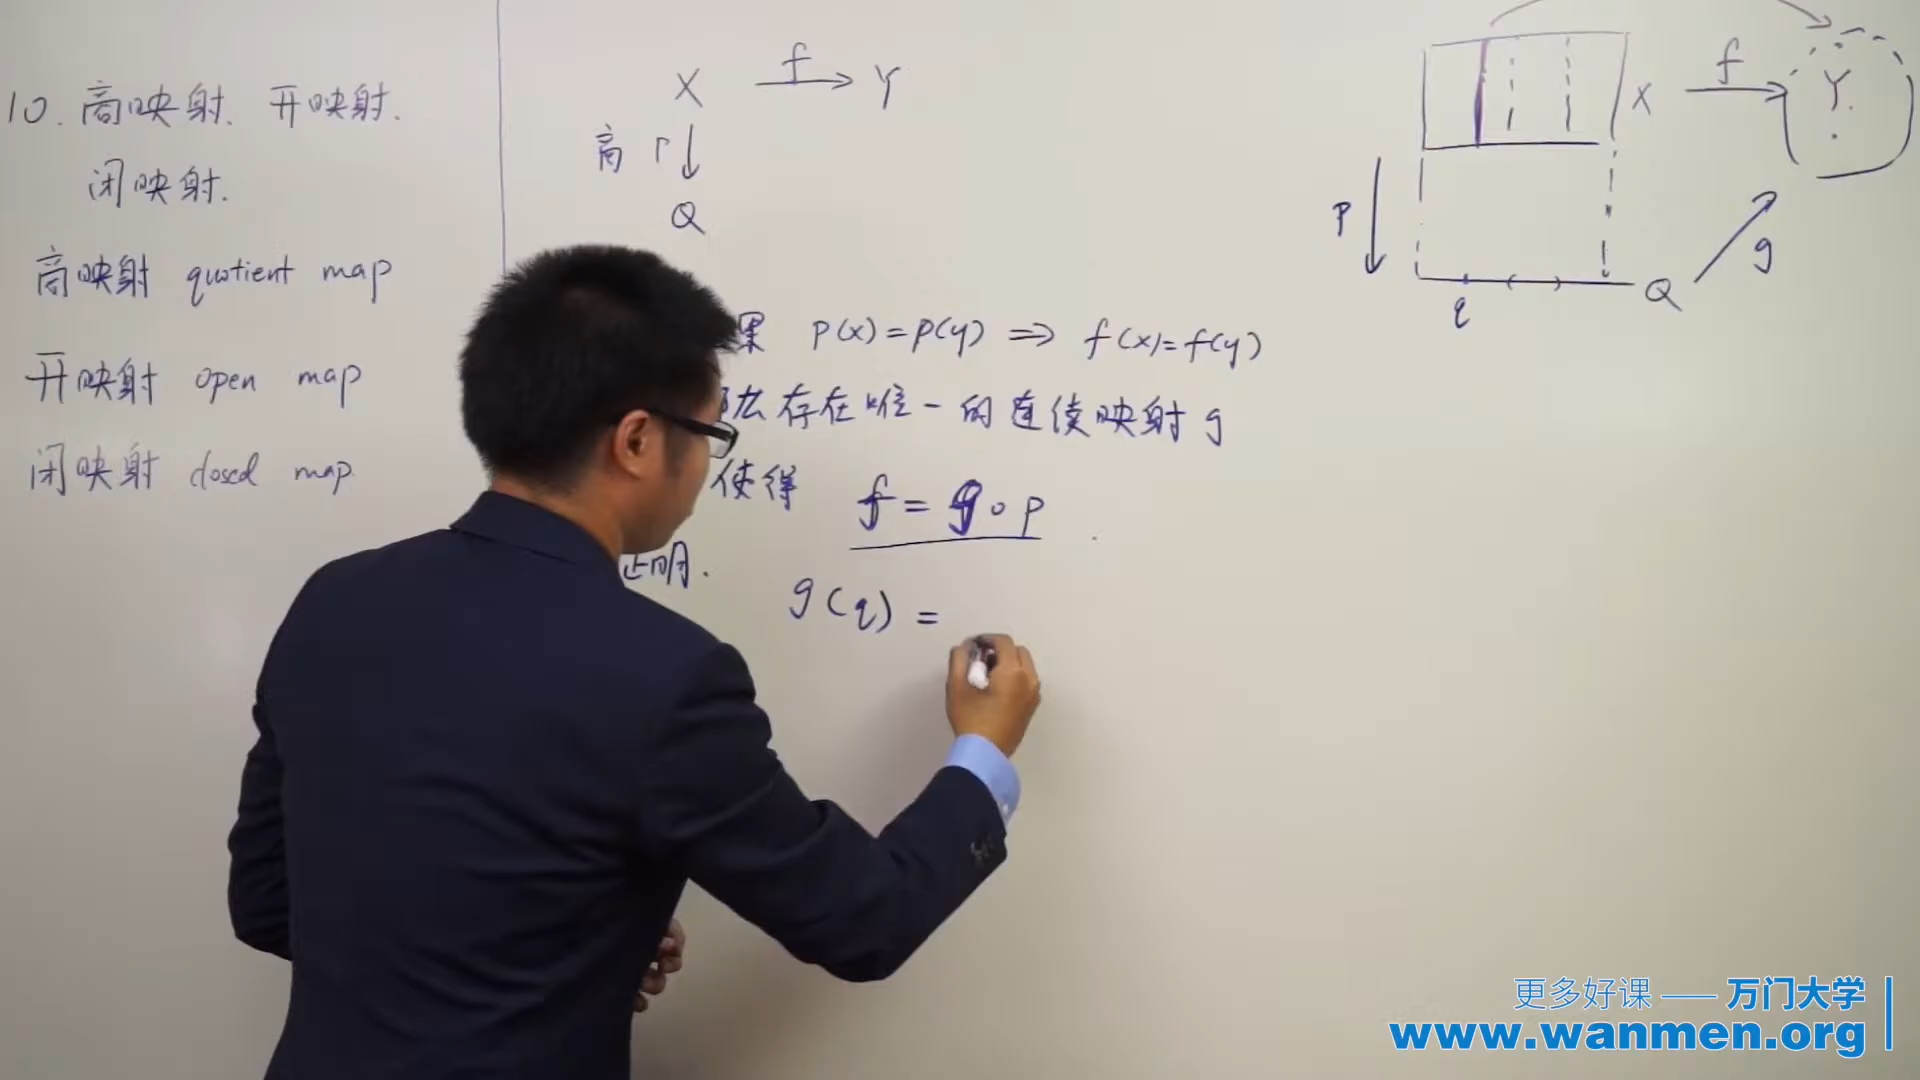 10. 商映射. 开映射.
闭映射.
商映射 quotient map
开映射 open map
闭映射 closed map
X f Y
商 p
Q
果 p(x)=p(y) ⇒ f(x)=f(y)
么存在唯一的连续映射 g
使得 f = g∘p
证明.
g(q) =
X f Y
p
g
q Q
更多好课 —— 万门大学
www.wanmen.org